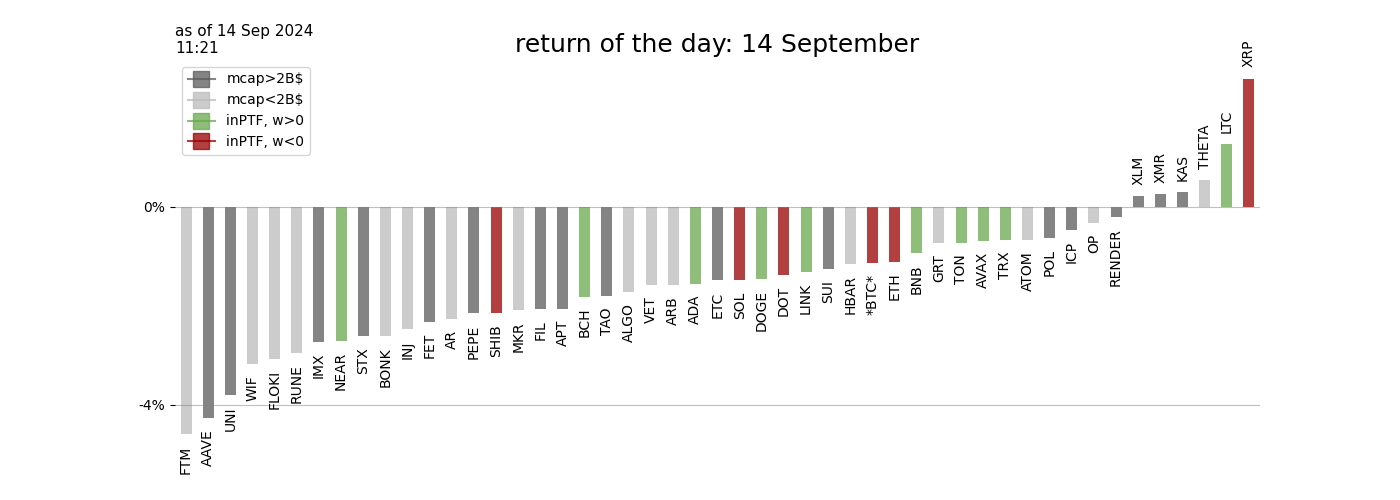 as of 14 Sep 2024
11:21
return of the day: 14 September
mcap>2B$
mcap<2B$
inPTF, w>0
inPTF, w<0
0%
-4%
FTM
AAVE
UNI
WIF
FLOKI
RUNE
IMX
NEAR
STX
BONK
INJ
FET
AR
PEPE
SHIB
MKR
FIL
APT
BCH
TAO
ALGO
VET
ARB
ADA
ETC
SOL
DOGE
DOT
LINK
SUI
HBAR
*BTC*
ETH
BNB
GRT
TON
AVAX
TRX
ATOM
POL
ICP
OP
RENDER
XLM
XMR
KAS
THETA
LTC
XRP